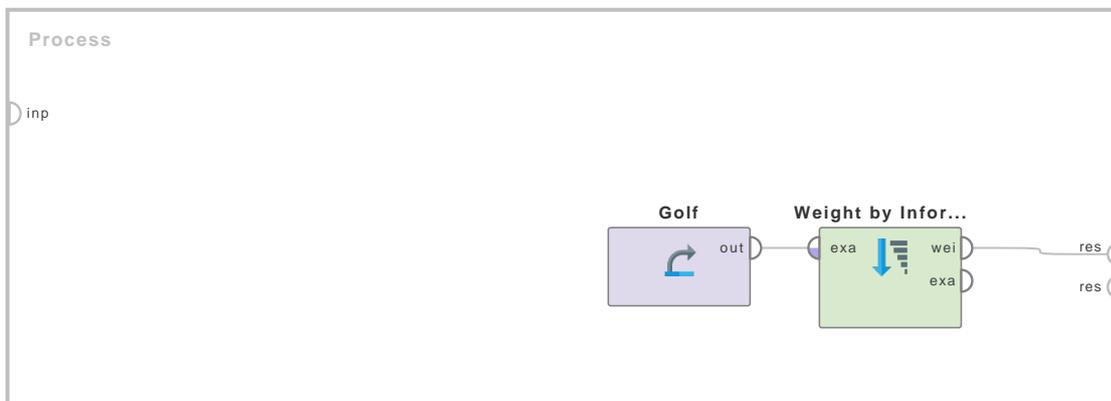 Process
inp
Golf
Weight by Infor...
out
exa
wei
res
exa
res